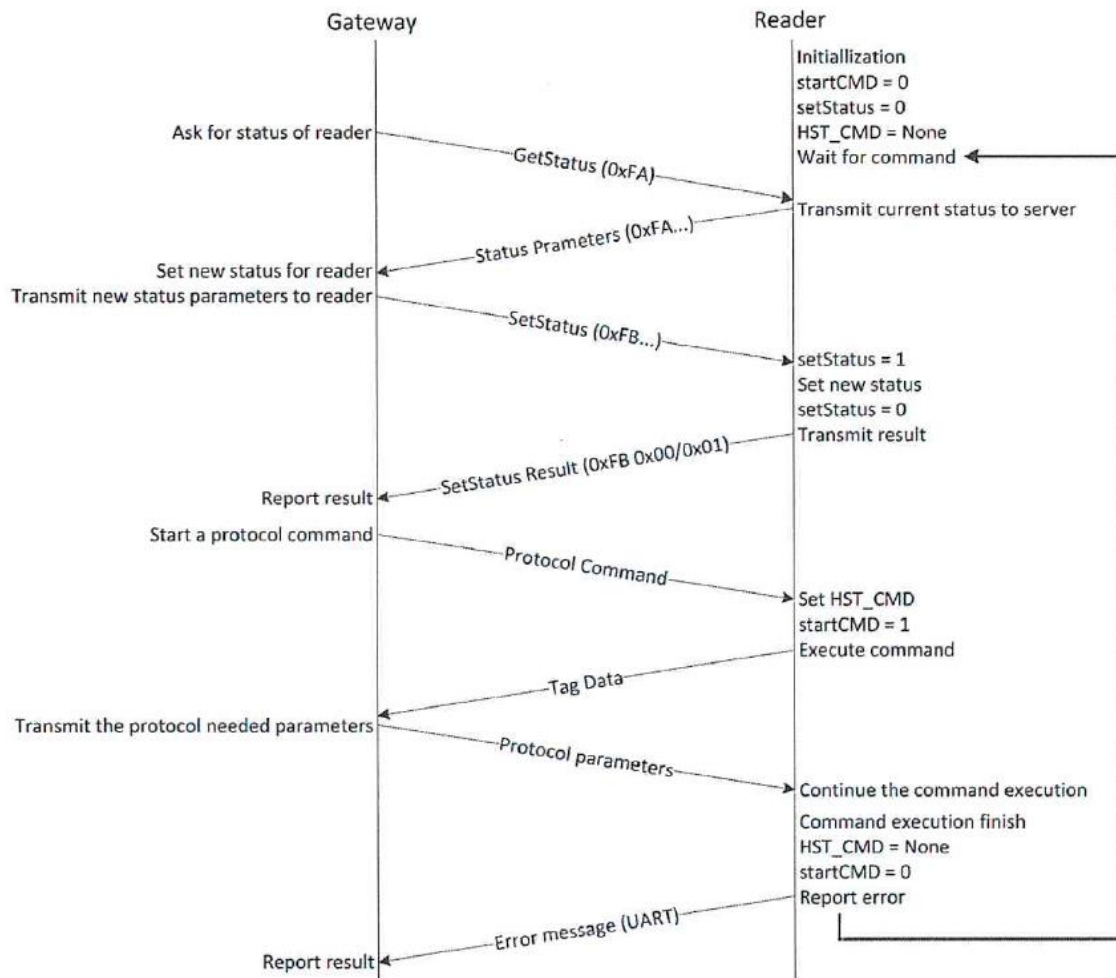 Gateway
Reader
Initiallization
startCMD = 0
setStatus = 0
HST_CMD = None
Wait for command
Ask for status of reader
GetStatus (0xFA)
Transmit current status to server
Status Prameters (0xFA...)
Set new status for reader
Transmit new status parameters to reader
SetStatus (0xFB...)
setStatus = 1
Set new status
setStatus = 0
Transmit result
SetStatus Result (0xFB 0x00/0x01)
Report result
Start a protocol command
Protocol Command
Set HST_CMD
startCMD = 1
Execute command
Tag Data
Transmit the protocol needed parameters
Protocol parameters
Continue the command execution
Command execution finish
HST_CMD = None
startCMD = 0
Report error
Error message (UART)
Report result